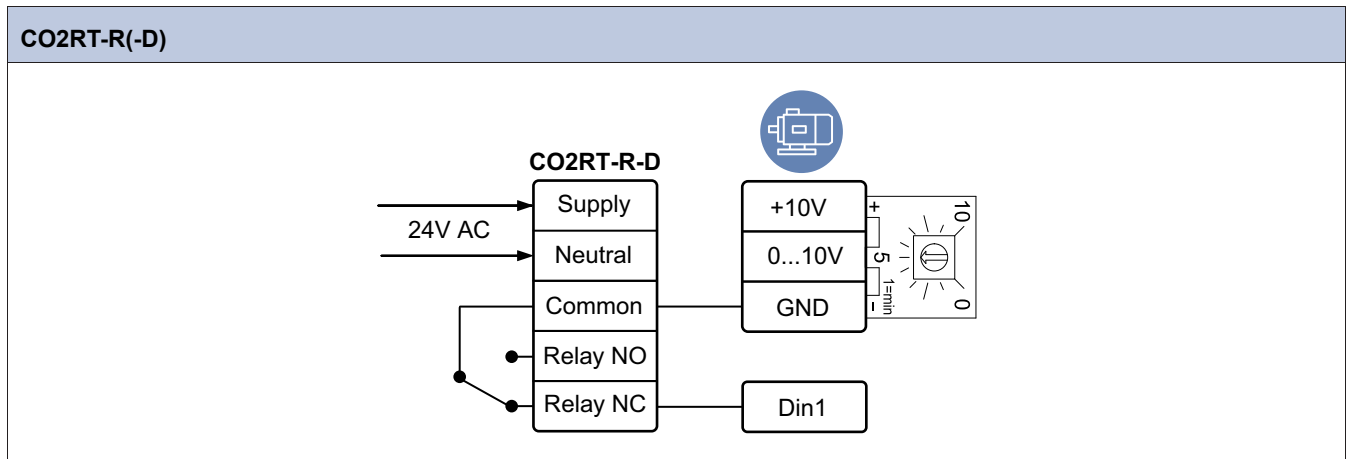 CO2RT-R(-D)
CO2RT-R-D
24V AC
Supply
Neutral
Common
Relay NO
Relay NC
+10V
0...10V
GND
Din1
+
-
10
5
1=min
0